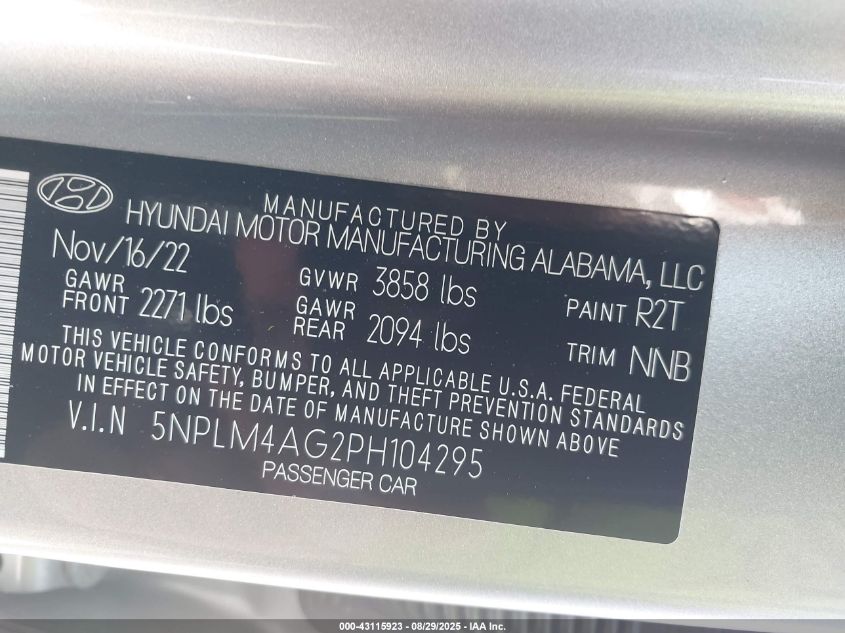 MANUFACTURED BY
HYUNDAI MOTOR MANUFACTURING ALABAMA, LLC
Nov/16/22
GVWR 3858 lbs
PAINT R2T
GAWR FRONT 2271 lbs
GAWR REAR 2094 lbs
TRIM NNB
THIS VEHICLE CONFORMS TO ALL APPLICABLE U.S.A. FEDERAL
MOTOR VEHICLE SAFETY, BUMPER, AND THEFT PREVENTION STANDARDS
IN EFFECT ON THE DATE OF MANUFACTURE SHOWN ABOVE
V.I.N 5NPLM4AG2PH104295
PASSENGER CAR
000-43115923 - 08/29/2025 - IAA Inc.